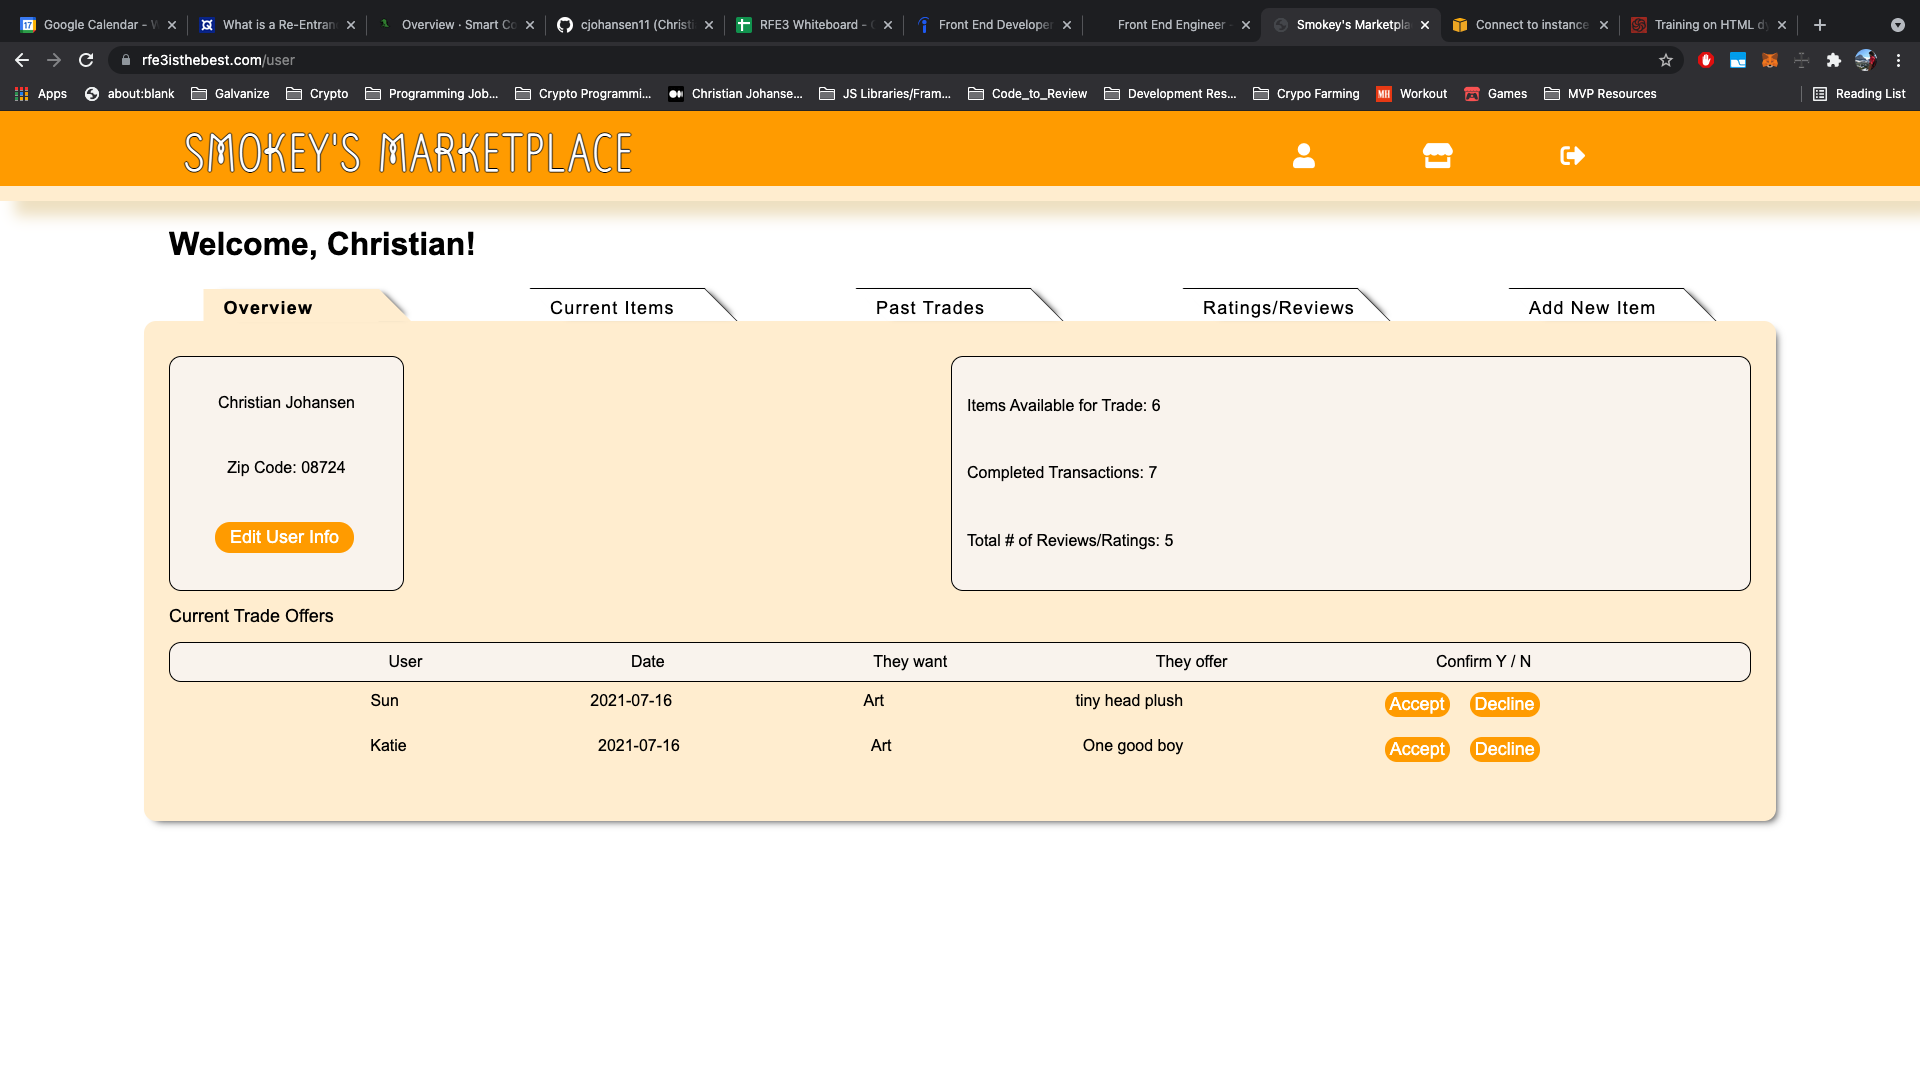 Google Calendar - W
What is a Re-Entran
Overview · Smart Co
cjohansen11 (Christi
RFE3 Whiteboard - G
Front End Developer
Front End Engineer -
Smokey's Marketpla
Connect to instance
Training on HTML dy
rfe3isthebest.com/user
Apps
about:blank
Galvanize
Crypto
Programming Job...
Crypto Programmi...
Christian Johanse...
JS Libraries/Fram...
Code_to_Review
Development Res...
Crypo Farming
MH
Workout
Games
MVP Resources
Reading List
SMOKEY'S MARKETPLACE
Welcome, Christian!
Overview
Current Items
Past Trades
Ratings/Reviews
Add New Item
Christian Johansen
Zip Code: 08724
Edit User Info
Items Available for Trade: 6
Completed Transactions: 7
Total # of Reviews/Ratings: 5
Current Trade Offers
User Date They want They offer Confirm Y / N
Sun 2021-07-16 Art tiny head plush Accept Decline
Katie 2021-07-16 Art One good boy Accept Decline